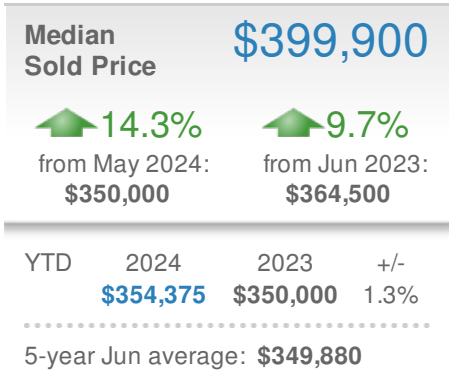 Median $399,900
Sold Price
14.3% 9.7%
from May 2024: from Jun 2023:
$350,000 $364,500
YTD 2024 2023 +/-
$354,375 $350,000 1.3%
5-year Jun average: $349,880